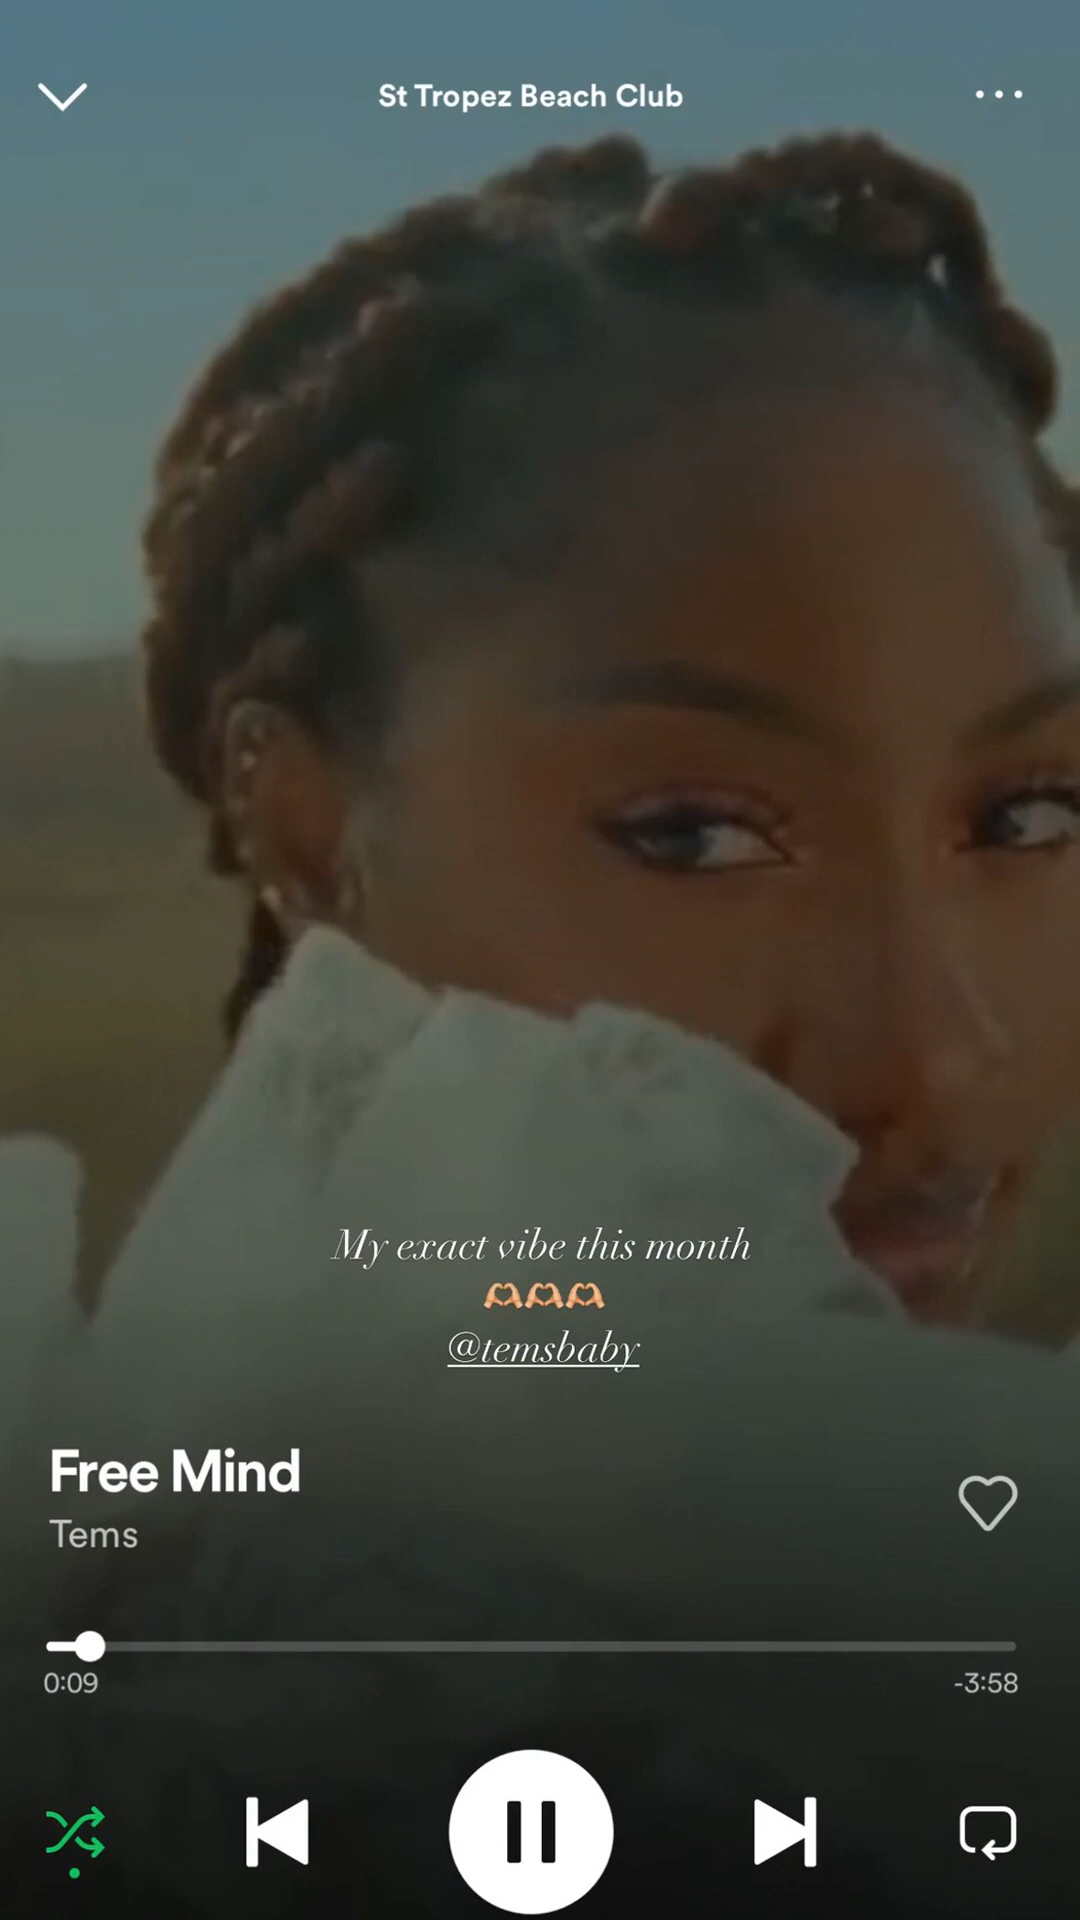 St Tropez Beach Club
My exact vibe this month
🫶🏼🫶🏼🫶🏼
@temsbaby
Free Mind
Tems
0:09
-3:58